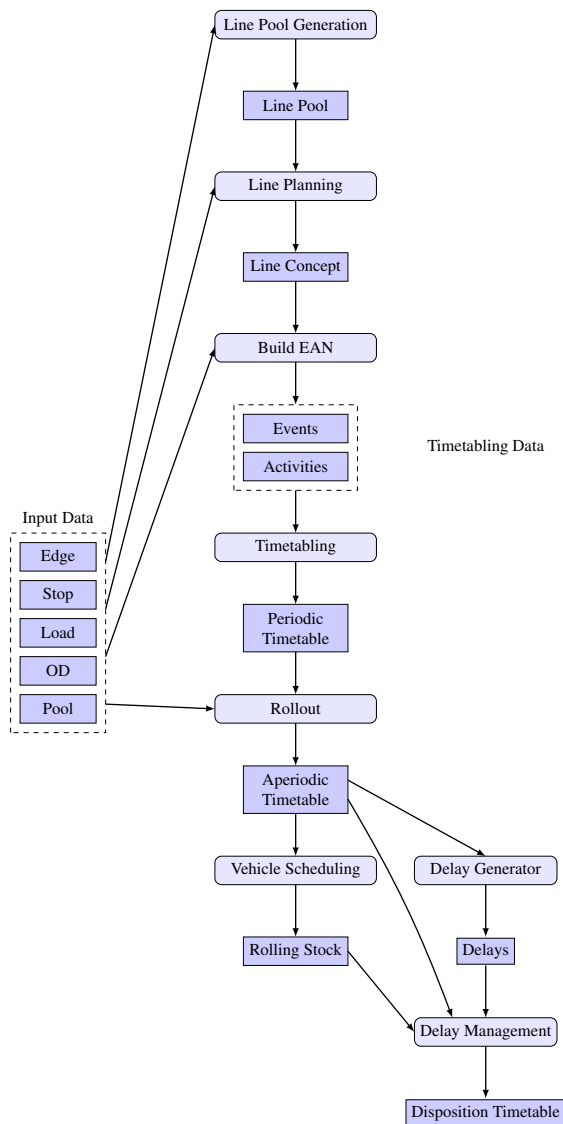 Line Pool Generation
Line Pool
Line Planning
Line Concept
Build EAN
Events
Activities
Timetabling Data
Input Data
Edge
Stop
Load
OD
Pool
Timetabling
Periodic
Timetable
Rollout
Aperiodic
Timetable
Vehicle Scheduling
Delay Generator
Rolling Stock
Delays
Delay Management
Disposition Timetable